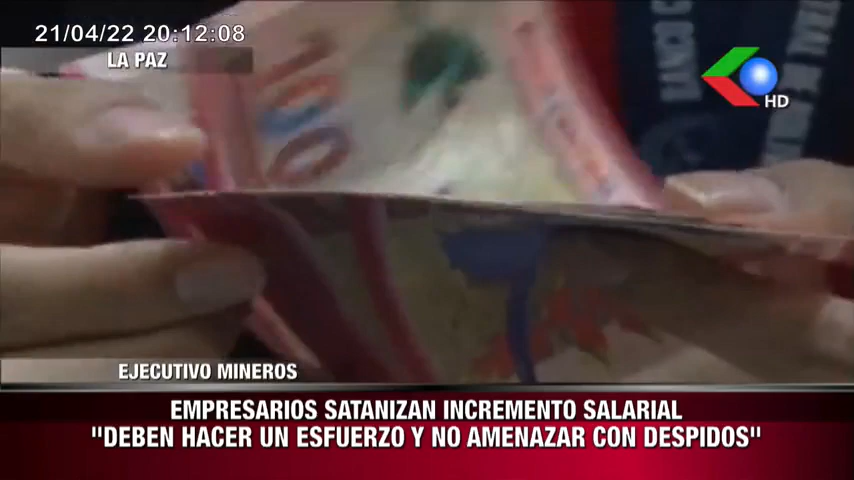 21/04/22 20:12:08
LA PAZ
HD
EJECUTIVO MINEROS
EMPRESARIOS SATANIZAN INCREMENTO SALARIAL
"DEBEN HACER UN ESFUERZO Y NO AMENAZAR CON DESPIDOS"